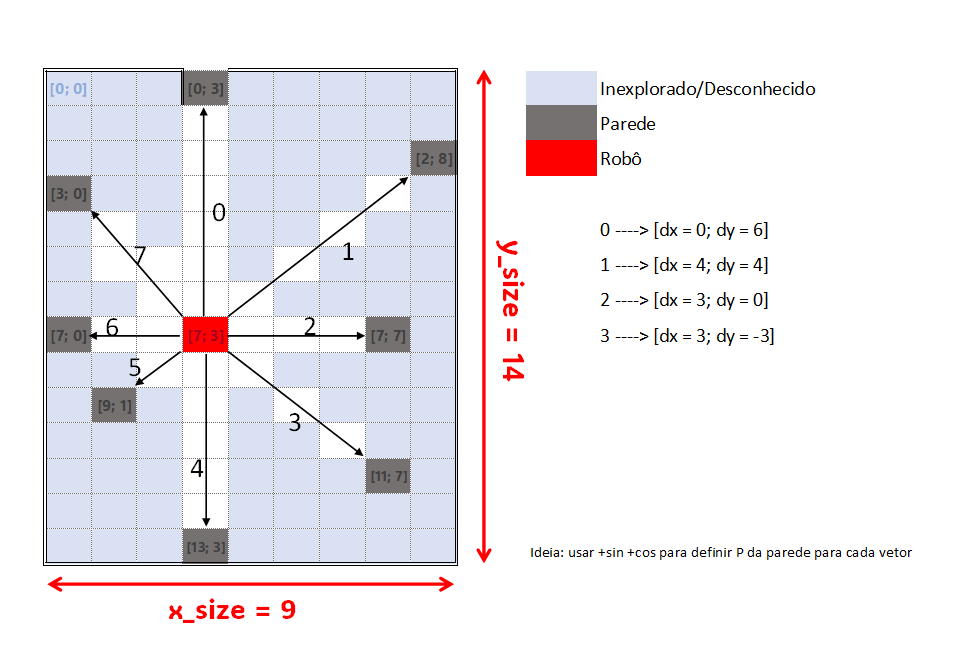 [0; 0]
[0; 3]
[2; 8]
[3; 0]
0
1
7
6
[7; 0]
[7; 3]
2
[7; 7]
5
[9; 1]
3
4
[11; 7]
[13; 3]
x_size = 9
y_size = 14
Inexplorado/Desconhecido
Parede
Robô
0 ----> [dx = 0; dy = 6]
1 ----> [dx = 4; dy = 4]
2 ----> [dx = 3; dy = 0]
3 ----> [dx = 3; dy = -3]
Ideia: usar +sin +cos para definir P da parede para cada vetor